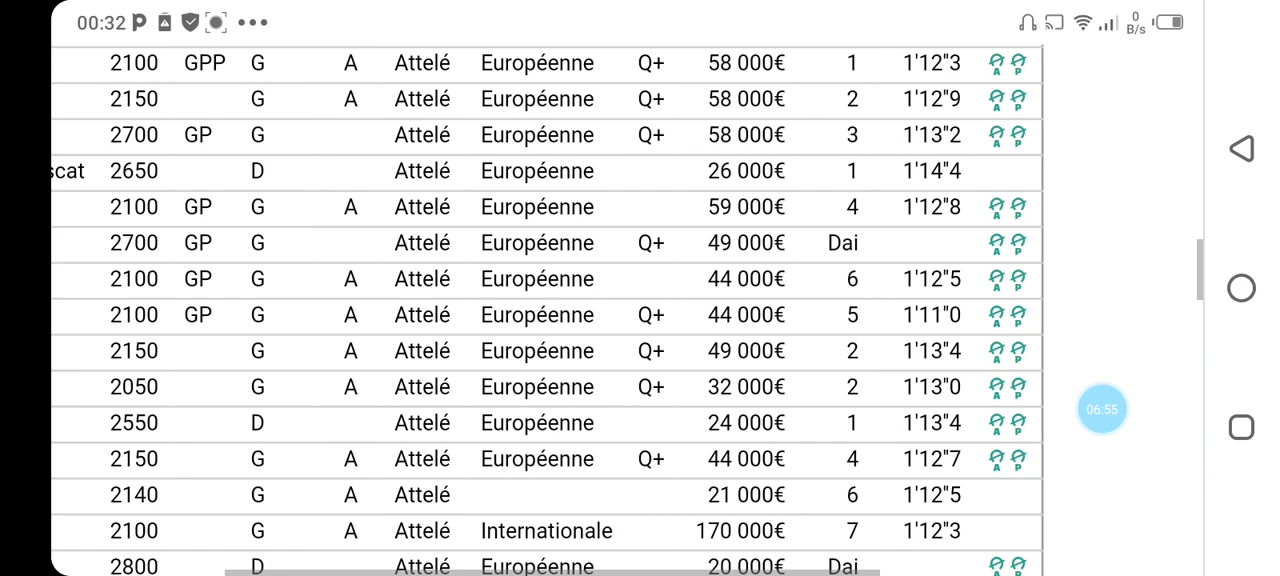 00:32 P ••• 0 B/s
2100 GPP G A Attelé Européenne Q+ 58 000€ 1 1'12"3 A P
2150 G A Attelé Européenne Q+ 58 000€ 2 1'12"9 A P
2700 GP G Attelé Européenne Q+ 58 000€ 3 1'13"2 A P
scat 2650 D Attelé Européenne 26 000€ 1 1'14"4
2100 GP G A Attelé Européenne 59 000€ 4 1'12"8 A P
2700 GP G Attelé Européenne Q+ 49 000€ Dai A P
2100 GP G A Attelé Européenne 44 000€ 6 1'12"5 A P
2100 GP G A Attelé Européenne Q+ 44 000€ 5 1'11"0 A P
2150 G A Attelé Européenne Q+ 49 000€ 2 1'13"4 A P
2050 G A Attelé Européenne Q+ 32 000€ 2 1'13"0 A P
06:55
2550 D Attelé Européenne 24 000€ 1 1'13"4 A P
2150 G A Attelé Européenne Q+ 44 000€ 4 1'12"7 A P
2140 G A Attelé 21 000€ 6 1'12"5
2100 G A Attelé Internationale 170 000€ 7 1'12"3
2800 D Attelé Européenne 20 000€ Dai